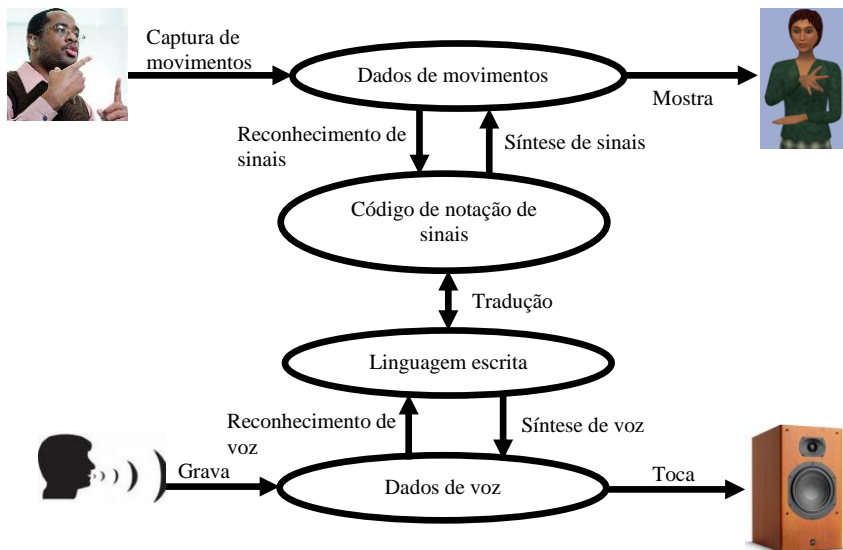 Captura de
movimentos
Dados de movimentos
Mostra
Reconhecimento de
sinais
Síntese de sinais
Código de notação de
sinais
Tradução
Linguagem escrita
Reconhecimento de
voz
Síntese de voz
Grava
Dados de voz
Toca